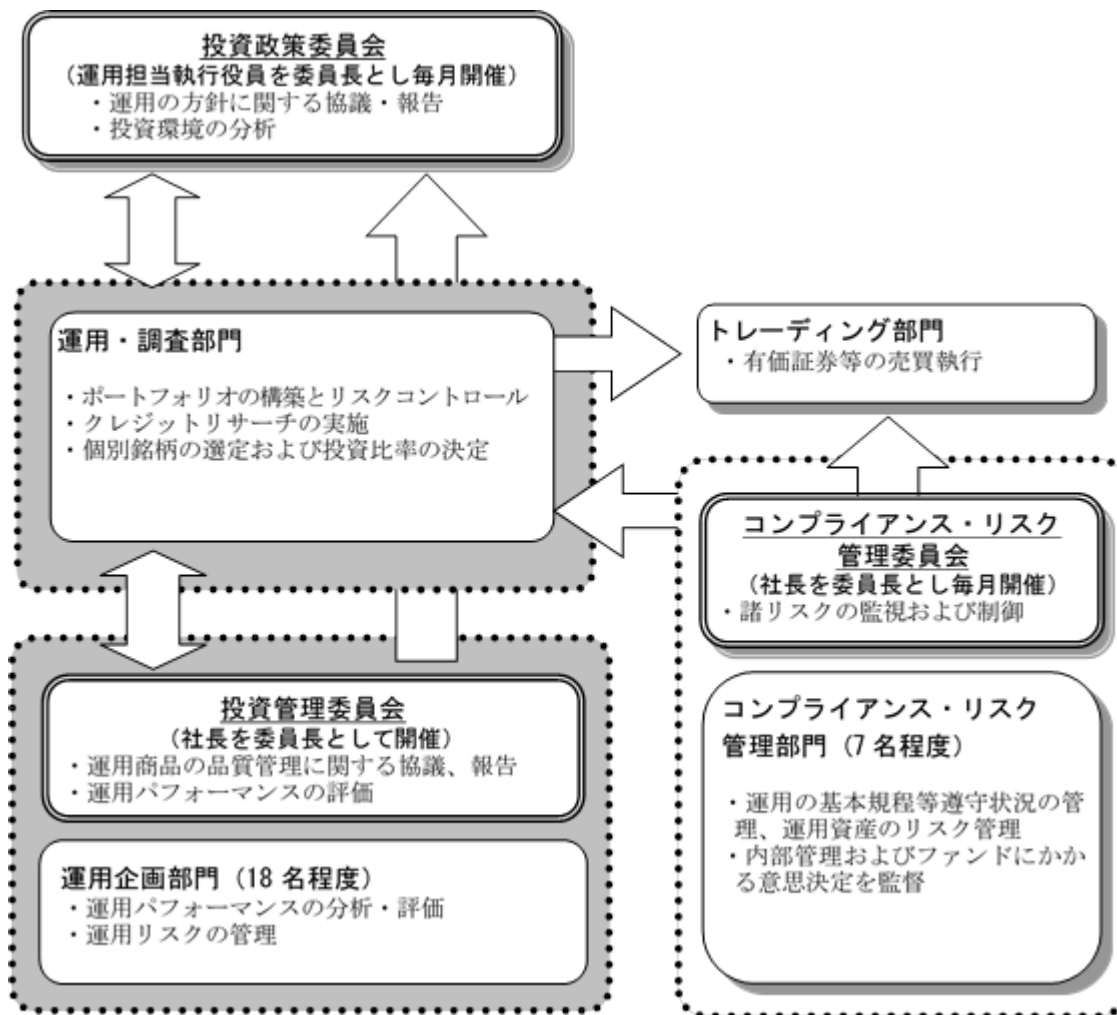 投資政策委員会
（運用担当執行役員を委員長とし毎月開催）
・運用の方針に関する協議・報告
・投資環境の分析
運用・調査部門
・ポートフォリオの構築とリスクコントロール
・クレジットリサーチの実施
・個別銘柄の選定および投資比率の決定
トレーディング部門
・有価証券等の売買執行
コンプライアンス・リスク
管理委員会
（社長を委員長とし毎月開催）
・諸リスクの監視および制御
投資管理委員会
（社長を委員長として開催）
・運用商品の品質管理に関する協議、報告
・運用パフォーマンスの評価
運用企画部門（18 名程度）
・運用パフォーマンスの分析・評価
・運用リスクの管理
コンプライアンス・リスク
管理部門（7 名程度）
・運用の基本規程等遵守状況の管
理、運用資産のリスク管理
・内部管理およびファンドにかか
る意思決定を監督